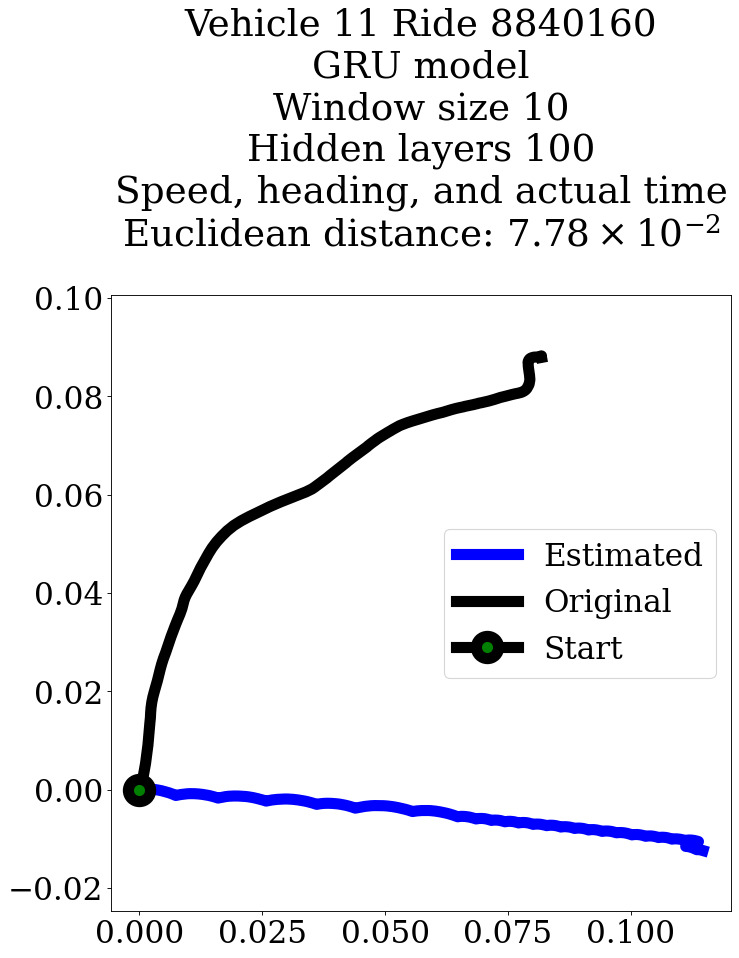 Vehicle 11 Ride 8840160
GRU model
Window size 10
Hidden layers 100
Speed, heading, and actual time
Euclidean distance: 7.78 × 10⁻²
0.10
0.08
0.06
0.04
0.02
0.00
−0.02
Estimated
Original
Start
0.000 0.025 0.050 0.075 0.100